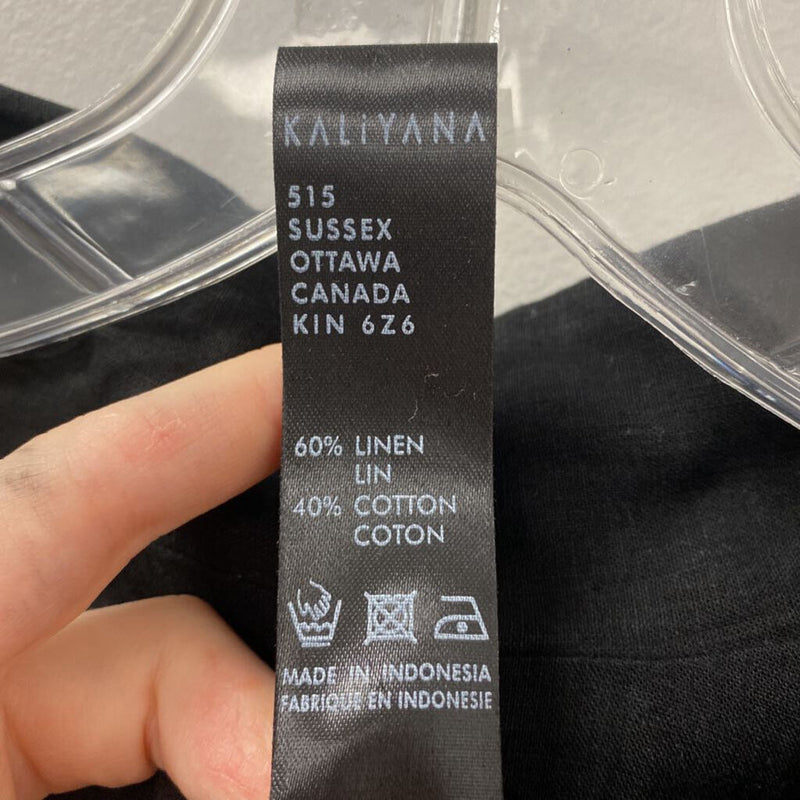 KALiYANA
515
SUSSEX
OTTAWA
CANADA
KIN 6Z6
60% LINEN
LIN
40% COTTON
COTON
MADE IN INDONESIA
FABRIQUE EN INDONESIE